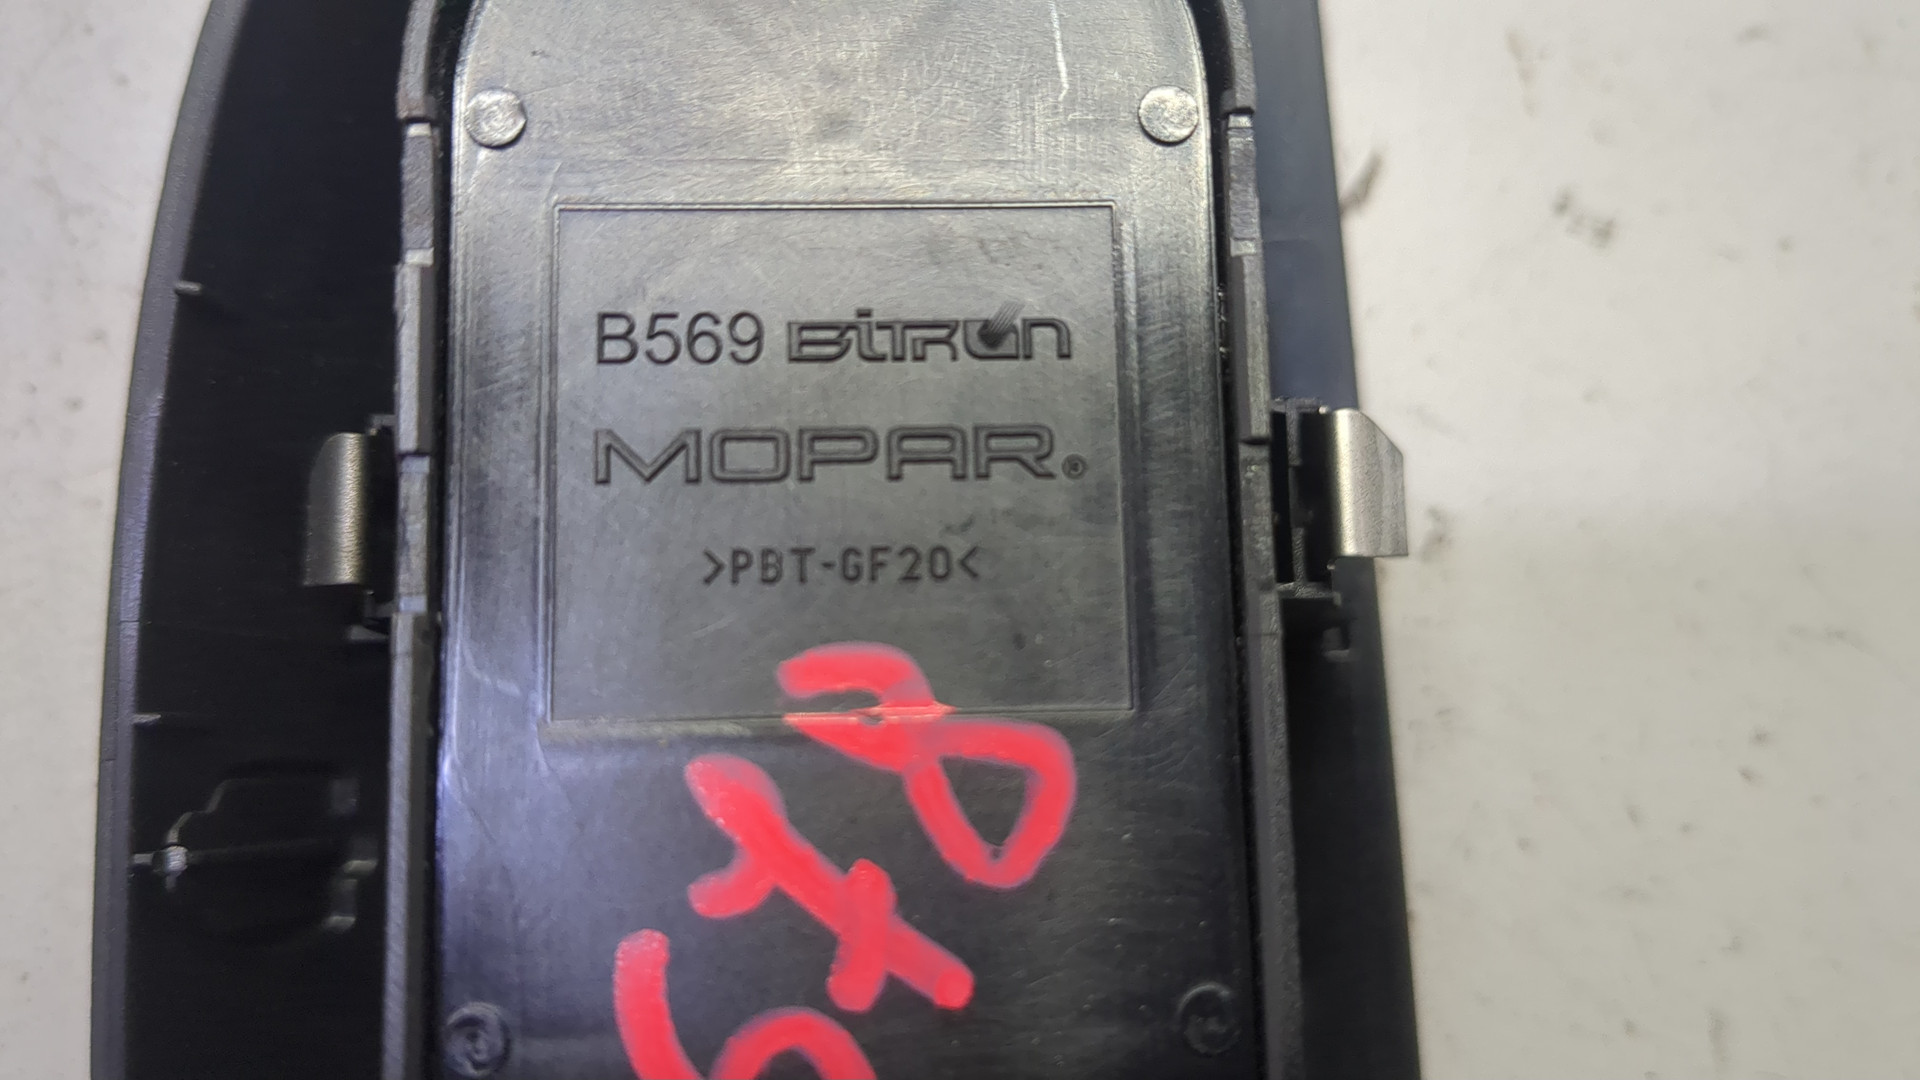 B569 BITRON
MOPAR®
>PBT-GF20<